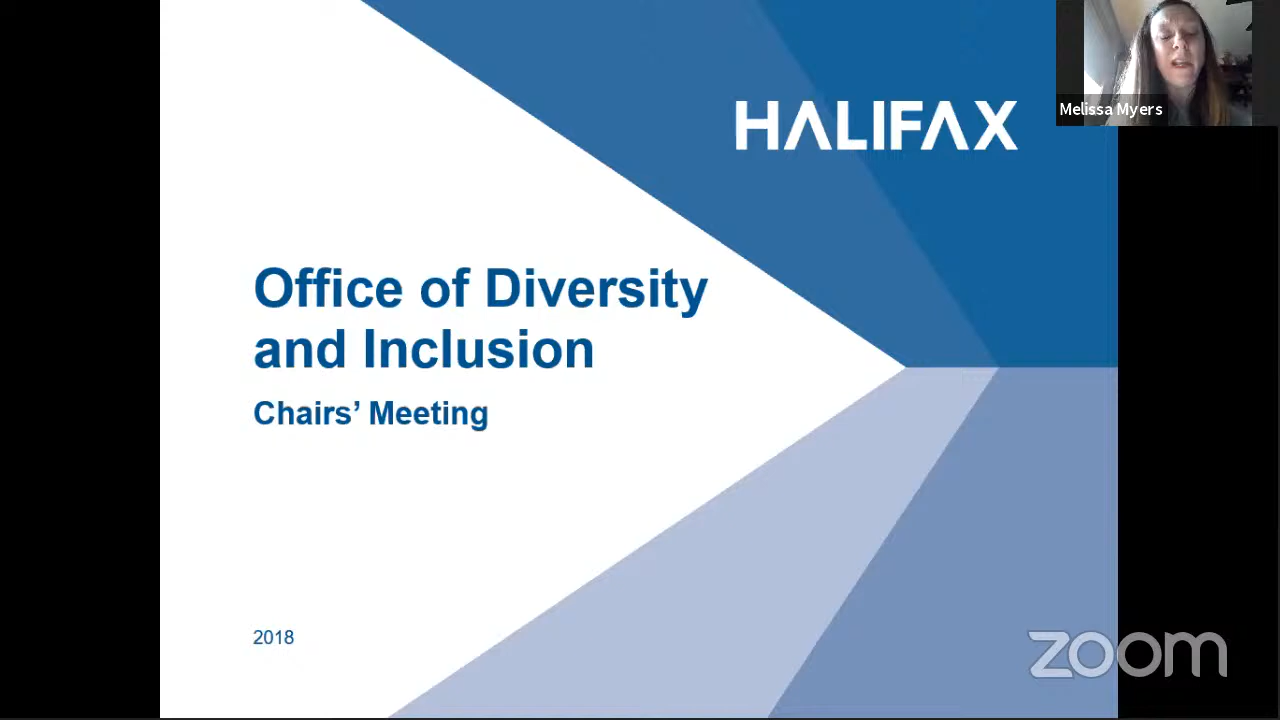 HALIFAX
Melissa Myers
Office of Diversity
and Inclusion
Chairs’ Meeting
2018
zoom